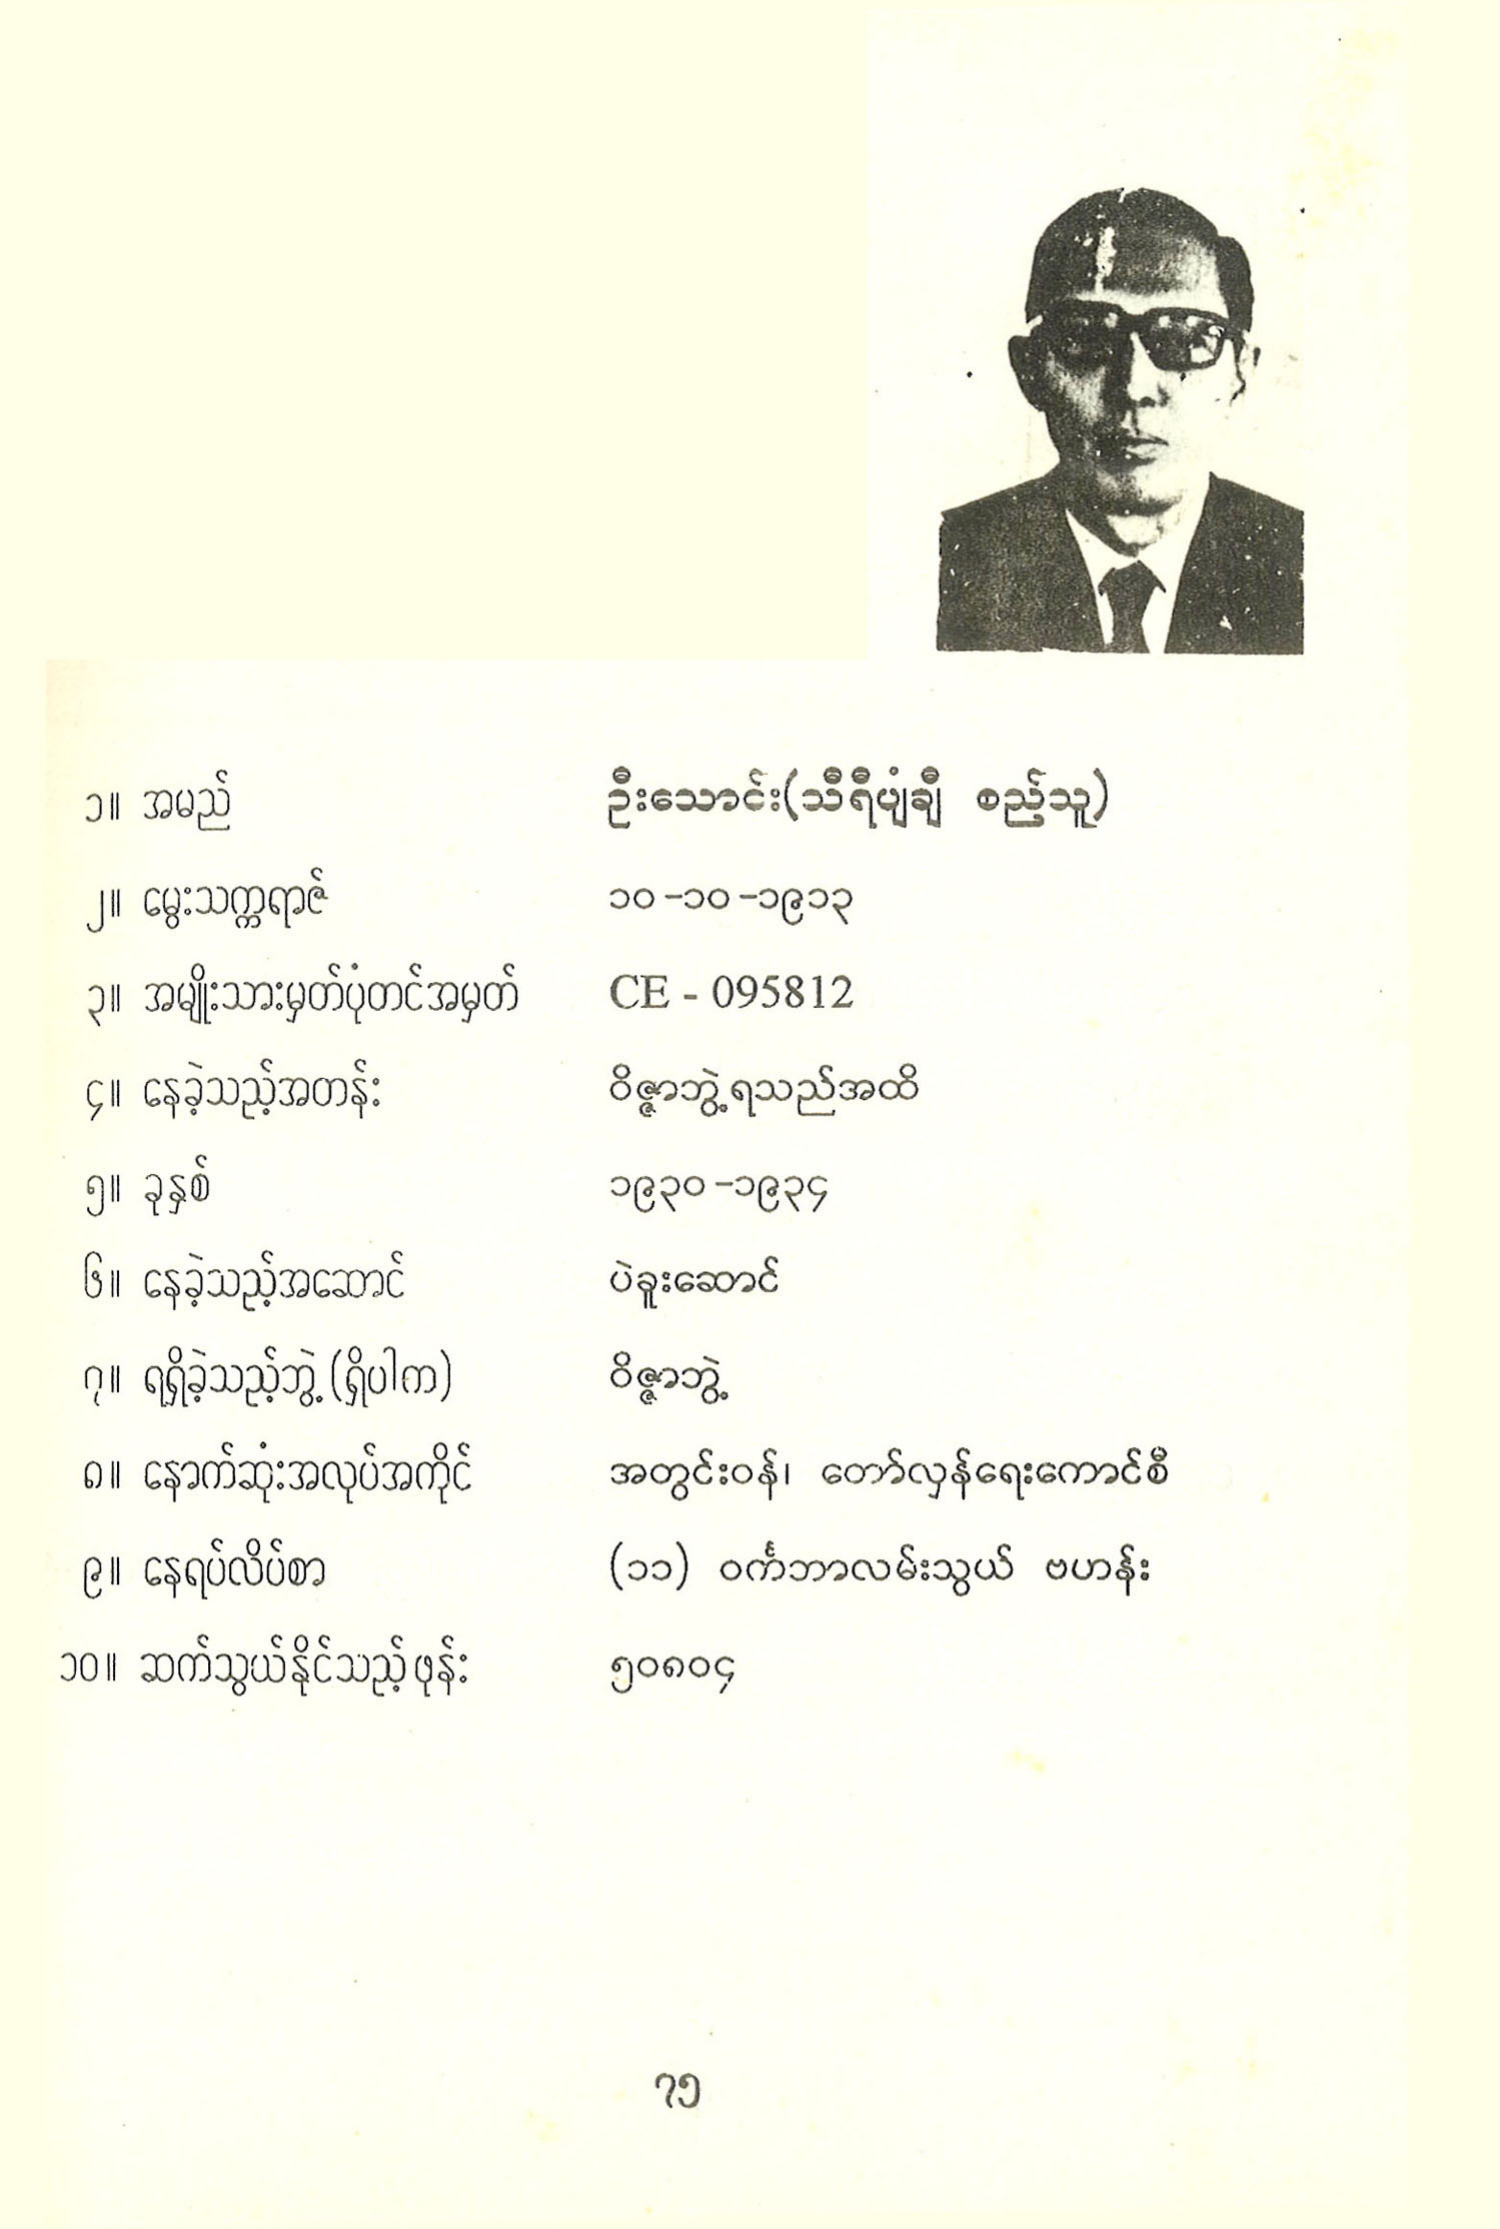 ၁။ အမည် ဦးသောင်း(သီရိပျံချီ စည်သူ)
၂။ မွေးသက္ကရာဇ် ၁၀-၁၀-၁၉၁၃
၃။ အမျိုးသားမှတ်ပုံတင်အမှတ် CE - 095812
၄။ နေခဲ့သည့်အတန်း ဝိဇ္ဇာဘွဲ့ရသည်အထိ
၅။ ခုနှစ် ၁၉၃၀-၁၉၃၄
၆။ နေခဲ့သည့်အဆောင် ပဲခူးဆောင်
၇။ ရရှိခဲ့သည့်ဘွဲ့(ရှိပါက) ဝိဇ္ဇာဘွဲ့
၈။ နောက်ဆုံးအလုပ်အကိုင် အတွင်းဝန်၊ တော်လှန်ရေးကောင်စီ
၉။ နေရပ်လိပ်စာ (၁၁) ဝင်္ကဘာလမ်းသွယ် ဗဟန်း
၁၀။ ဆက်သွယ်နိုင်သည့်ဖုန်း ၅၀၈၀၄
၇၅